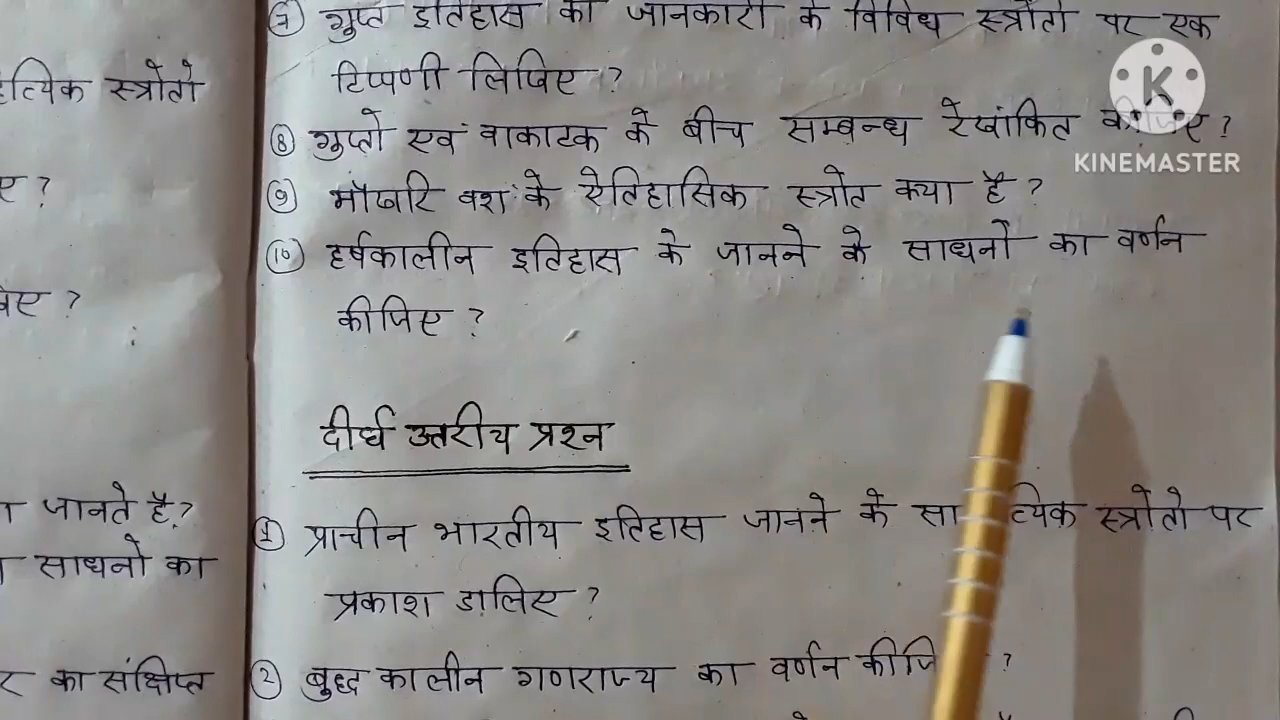 त्यिक स्त्रोतो
ए ?
िए ?
जानते है ?
साधनो का
र का संक्षिप्त
7 गुप्त इतिहास की जानकारी के विविध स्त्रोतो पर एक
टिप्पणी लिखिए ?
8 गुप्तो एवं वाकाटक के बीच सम्बन्ध रेखांकित कीजिए ?
9 मौखरि वंश के ऐतिहासिक स्त्रोत क्या है ?
10 हर्षकालीन इतिहास के जानने के साधनो का वर्णन
कीजिए ?
दीर्घ उत्तरीय प्रश्न
1 प्राचीन भारतीय इतिहास जानने के सा त्यिक स्त्रोतो पर
प्रकाश डालिए ?
2 बुद्ध कालीन गणराज्य का वर्णन कीजि ?
K
KINEMASTER